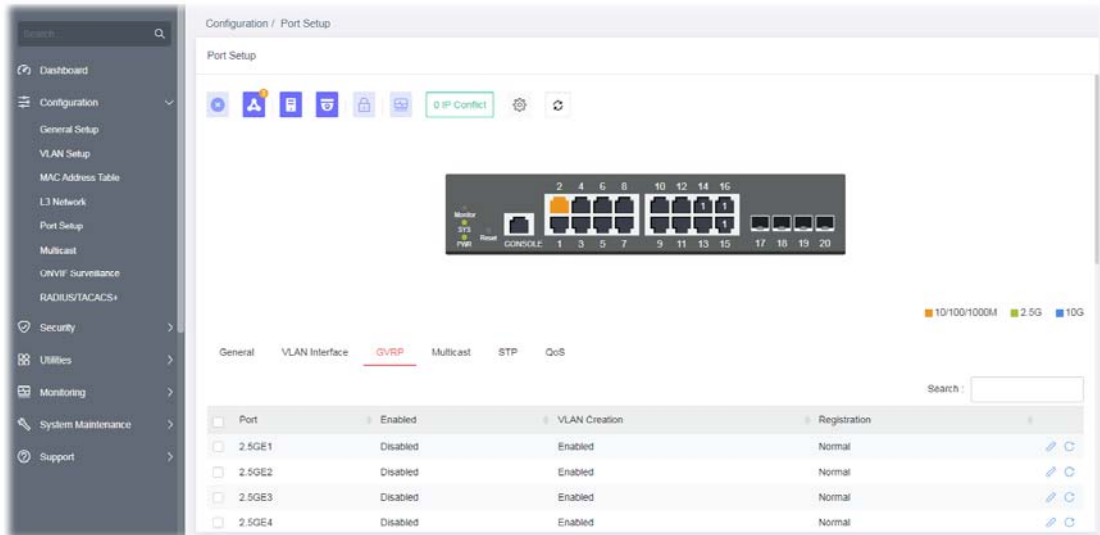 Search...
Dashboard
Configuration
General Setup
VLAN Setup
MAC Address Table
L3 Network
Port Setup
Multicast
ONVIF Surveillance
RADIUS/TACACS+
Security
Utilities
Monitoring
System Maintenance
Support
Configuration / Port Setup
Port Setup
0 IP Conflict
2 4 6 8 10 12 14 16
1 1
1
Monitor
SYS
PWR
Reset
CONSOLE 1 3 5 7 9 11 13 15 17 18 19 20
10/100/1000M 2.5G 10G
General VLAN Interface GVRP Multicast STP QoS
Search :
Port Enabled VLAN Creation Registration
2.5GE1 Disabled Enabled Normal
2.5GE2 Disabled Enabled Normal
2.5GE3 Disabled Enabled Normal
2.5GE4 Disabled Enabled Normal